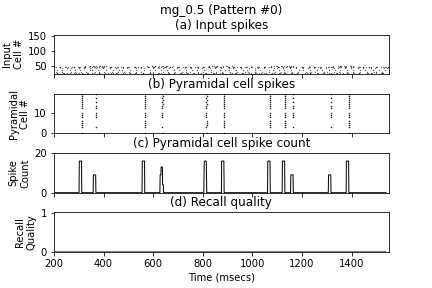 mg_0.5 (Pattern #0)
(a) Input spikes
150
100
50
Input
Cell #
(b) Pyramidal cell spikes
10
0
Pyramidal
Cell #
(c) Pyramidal cell spike count
20
0
Spike
Count
(d) Recall quality
1
0
Recall
Quality
200 400 600 800 1000 1200 1400
Time (msecs)